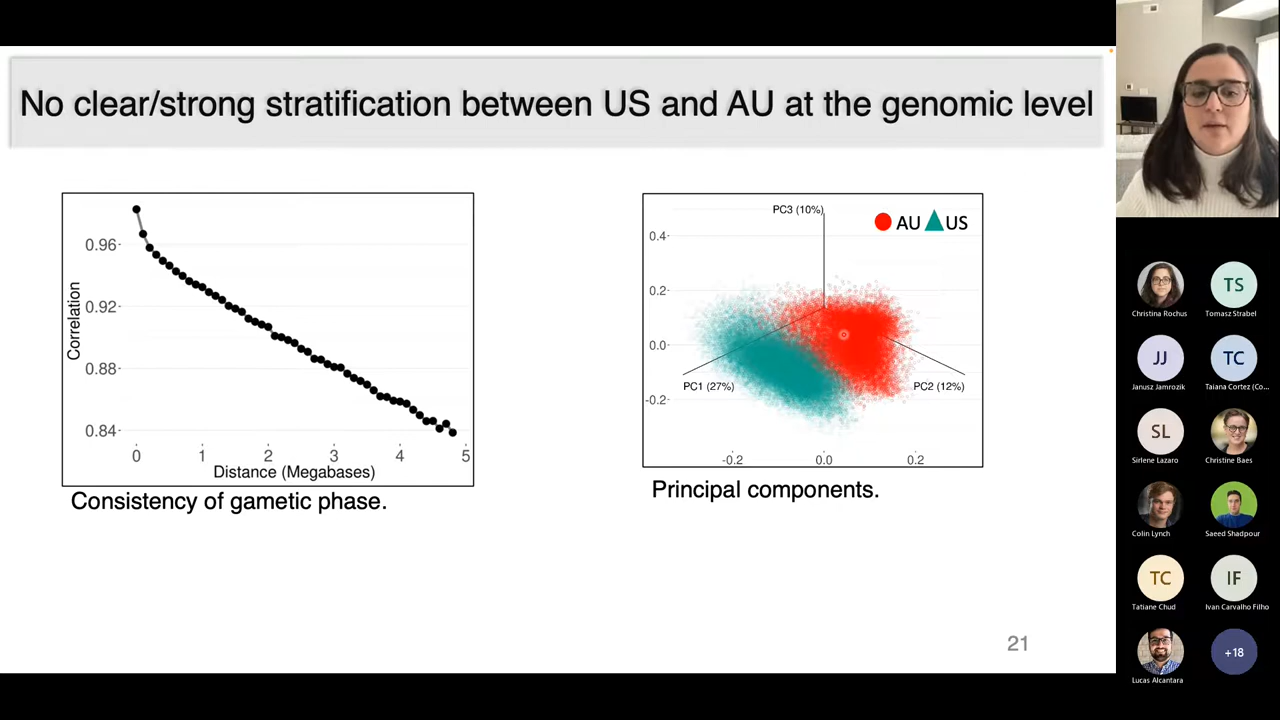 No clear/strong stratification between US and AU at the genomic level
Correlation
0.96
0.92
0.88
0.84
0
1
2
3
4
5
Distance (Megabases)
Consistency of gametic phase.
PC3 (10%)
AU
US
0.4
0.2
0.0
-0.2
PC1 (27%)
PC2 (12%)
-0.2
0.0
0.2
Principal components.
21
Christina Rochus
TS
Tomasz Strabel
JJ
Janusz Jamrozik
TC
Taiana Cortez (Co...
SL
Sirlene Lazaro
Christine Baes
Colin Lynch
Saeed Shadpour
TC
Tatiane Chud
IF
Ivan Carvalho Filho
Lucas Alcantara
+18